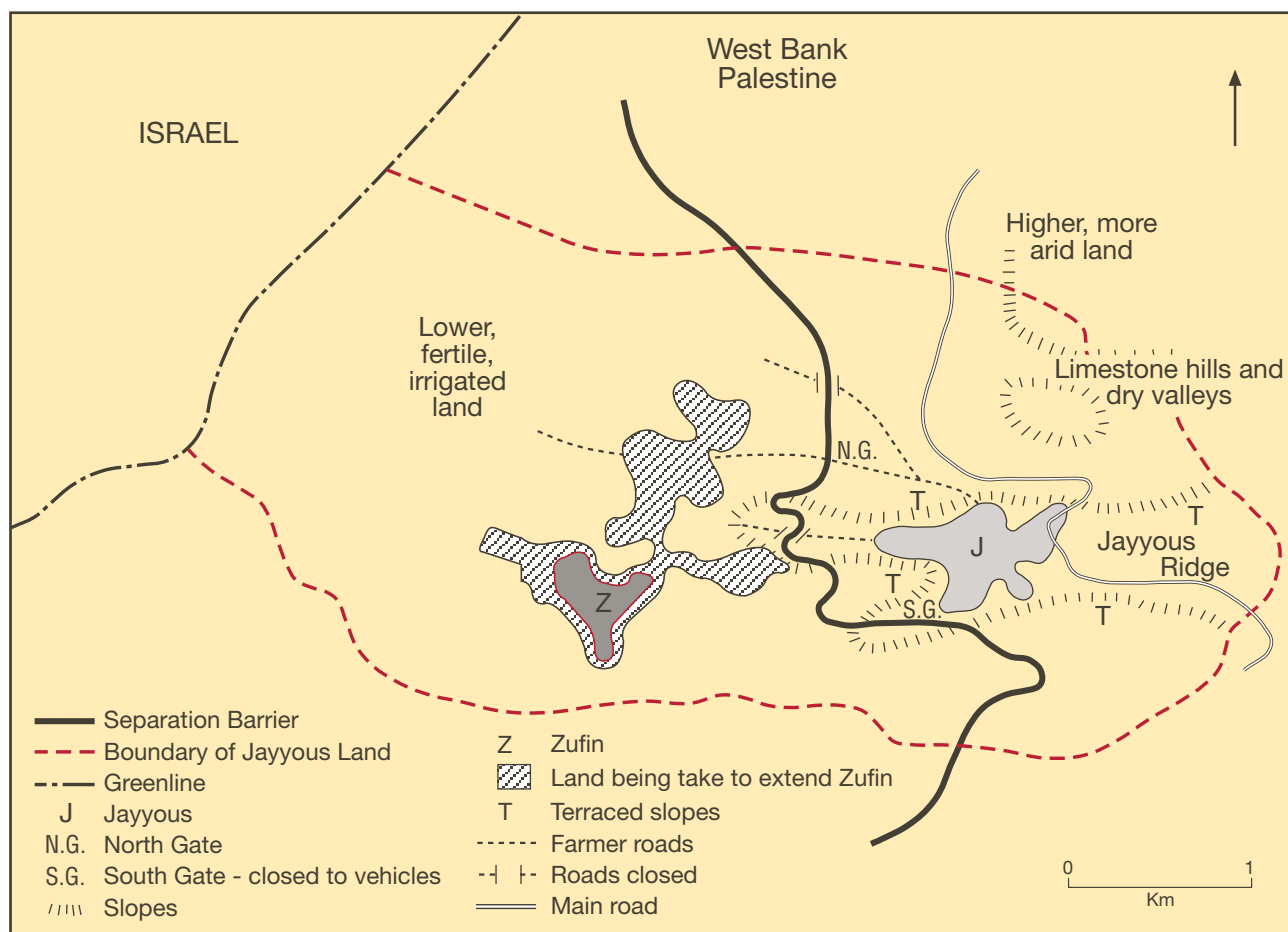 West Bank
Palestine
ISRAEL
Higher, more
arid land
Lower,
fertile,
irrigated
land
Limestone hills and
dry valleys
N.G.
T
T
J
Jayyous
Ridge
T
Z
S.G.
T
Separation Barrier
Boundary of Jayyous Land
Greenline
J Jayyous
N.G. North Gate
S.G. South Gate - closed to vehicles
Slopes
Z Zufin
Land being take to extend Zufin
T Terraced slopes
Farmer roads
Roads closed
Main road
0 1
Km